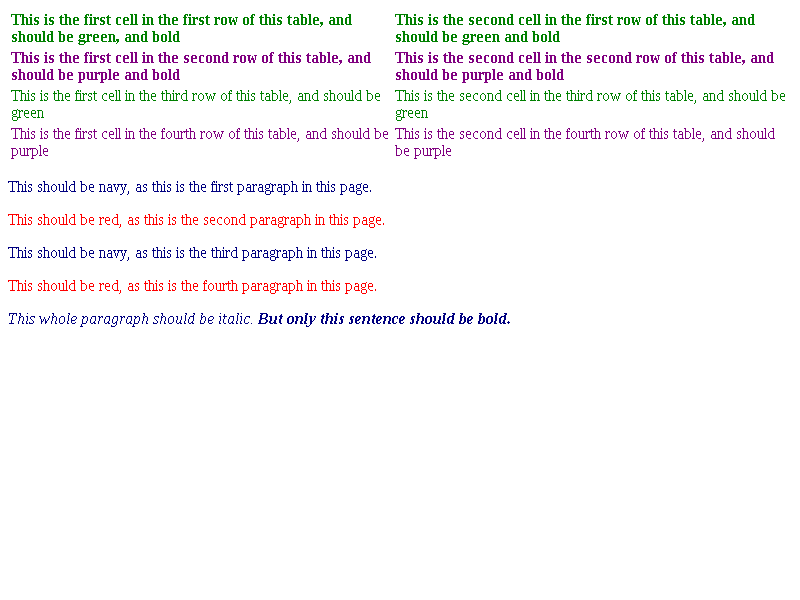 This is the first cell in the first row of this table, and
should be green, and bold
This is the second cell in the first row of this table, and
should be green and bold
This is the first cell in the second row of this table, and
should be purple and bold
This is the second cell in the second row of this table, and
should be purple and bold
This is the first cell in the third row of this table, and should be
green
This is the second cell in the third row of this table, and should be
green
This is the first cell in the fourth row of this table, and should be
purple
This is the second cell in the fourth row of this table, and should
be purple
This should be navy, as this is the first paragraph in this page.
This should be red, as this is the second paragraph in this page.
This should be navy, as this is the third paragraph in this page.
This should be red, as this is the fourth paragraph in this page.
This whole paragraph should be italic. But only this sentence should be bold.